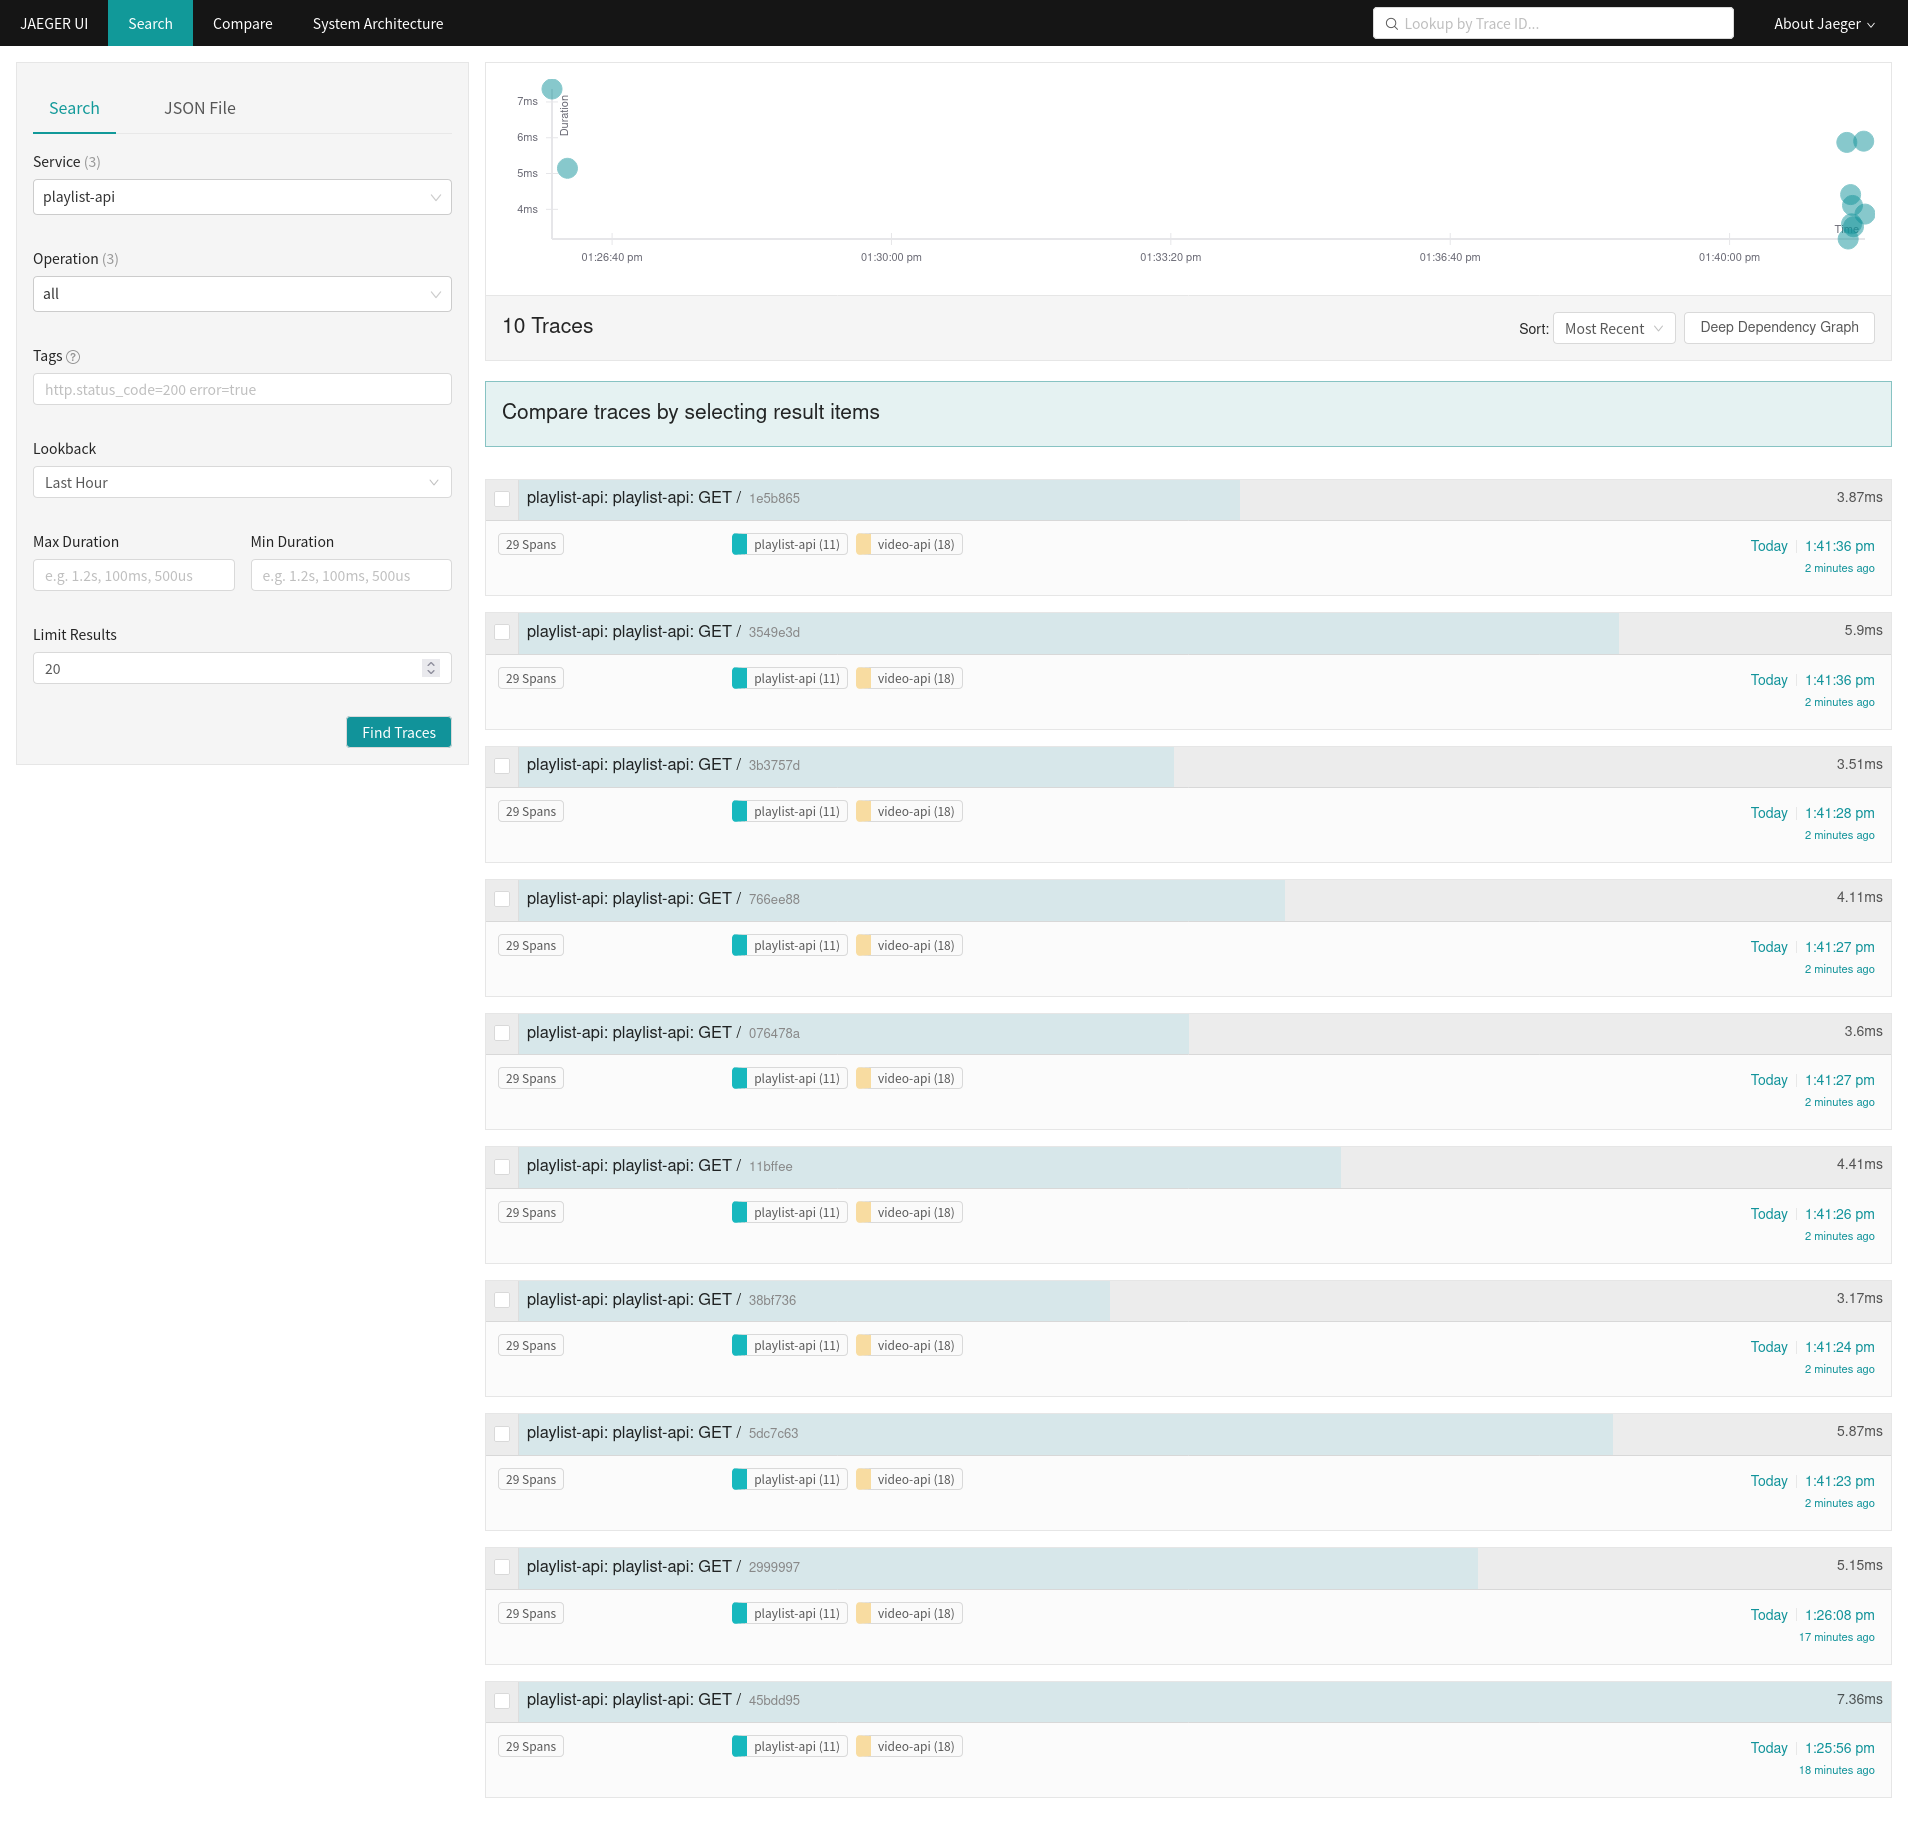 JAEGER UI Search Compare System Architecture Lookup by Trace ID... About Jaeger
Search JSON File
Service (3)
playlist-api
Operation (3)
all
Tags
http.status_code=200 error=true
Lookback
Last Hour
Max Duration Min Duration
e.g. 1.2s, 100ms, 500us e.g. 1.2s, 100ms, 500us
Limit Results
20
Find Traces
Duration
7ms
6ms
5ms
4ms
Time
01:26:40 pm 01:30:00 pm 01:33:20 pm 01:36:40 pm 01:40:00 pm
10 Traces Sort: Most Recent Deep Dependency Graph
Compare traces by selecting result items
playlist-api: playlist-api: GET / 1e5b865 3.87ms
29 Spans playlist-api (11) video-api (18) Today 1:41:36 pm
2 minutes ago
playlist-api: playlist-api: GET / 3549e3d 5.9ms
29 Spans playlist-api (11) video-api (18) Today 1:41:36 pm
2 minutes ago
playlist-api: playlist-api: GET / 3b3757d 3.51ms
29 Spans playlist-api (11) video-api (18) Today 1:41:28 pm
2 minutes ago
playlist-api: playlist-api: GET / 766ee88 4.11ms
29 Spans playlist-api (11) video-api (18) Today 1:41:27 pm
2 minutes ago
playlist-api: playlist-api: GET / 076478a 3.6ms
29 Spans playlist-api (11) video-api (18) Today 1:41:27 pm
2 minutes ago
playlist-api: playlist-api: GET / 11bffee 4.41ms
29 Spans playlist-api (11) video-api (18) Today 1:41:26 pm
2 minutes ago
playlist-api: playlist-api: GET / 38bf736 3.17ms
29 Spans playlist-api (11) video-api (18) Today 1:41:24 pm
2 minutes ago
playlist-api: playlist-api: GET / 5dc7c63 5.87ms
29 Spans playlist-api (11) video-api (18) Today 1:41:23 pm
2 minutes ago
playlist-api: playlist-api: GET / 2999997 5.15ms
29 Spans playlist-api (11) video-api (18) Today 1:26:08 pm
17 minutes ago
playlist-api: playlist-api: GET / 45bdd95 7.36ms
29 Spans playlist-api (11) video-api (18) Today 1:25:56 pm
18 minutes ago